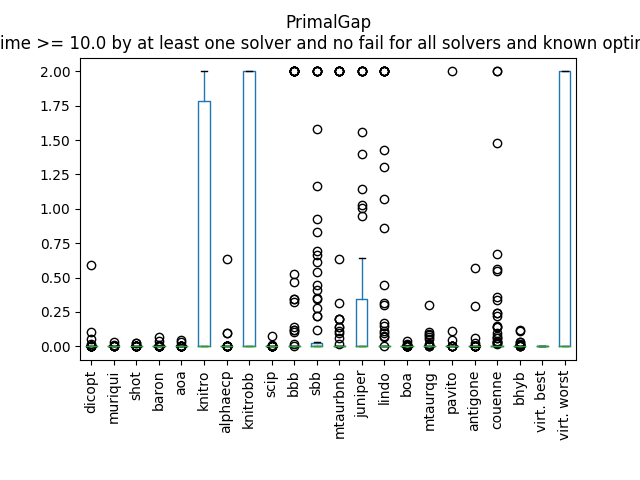 PrimalGap
ime >= 10.0 by at least one solver and no fail for all solvers and known optim
2.00
1.75
1.50
1.25
1.00
0.75
0.50
0.25
0.00
dicopt
muriqui
shot
baron
aoa
knitro
alphaecp
knitrobb
scip
bbb
sbb
mtaurbnb
juniper
lindo
boa
mtaurqg
pavito
antigone
couenne
bhyb
virt. best
virt. worst